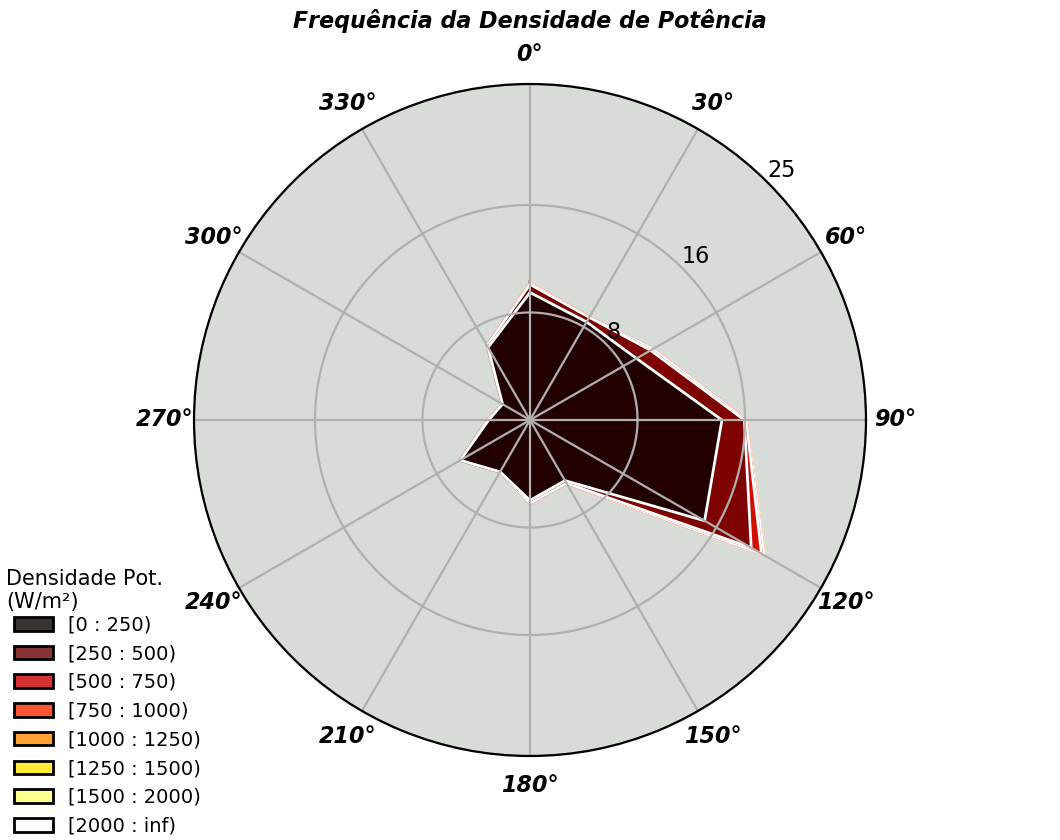 Frequência da Densidade de Potência
0°
330°
30°
25
300°
60°
16
8
270°
90°
240°
120°
210°
150°
180°
Densidade Pot.
(W/m²)
[0 : 250)
[250 : 500)
[500 : 750)
[750 : 1000)
[1000 : 1250)
[1250 : 1500)
[1500 : 2000)
[2000 : inf)